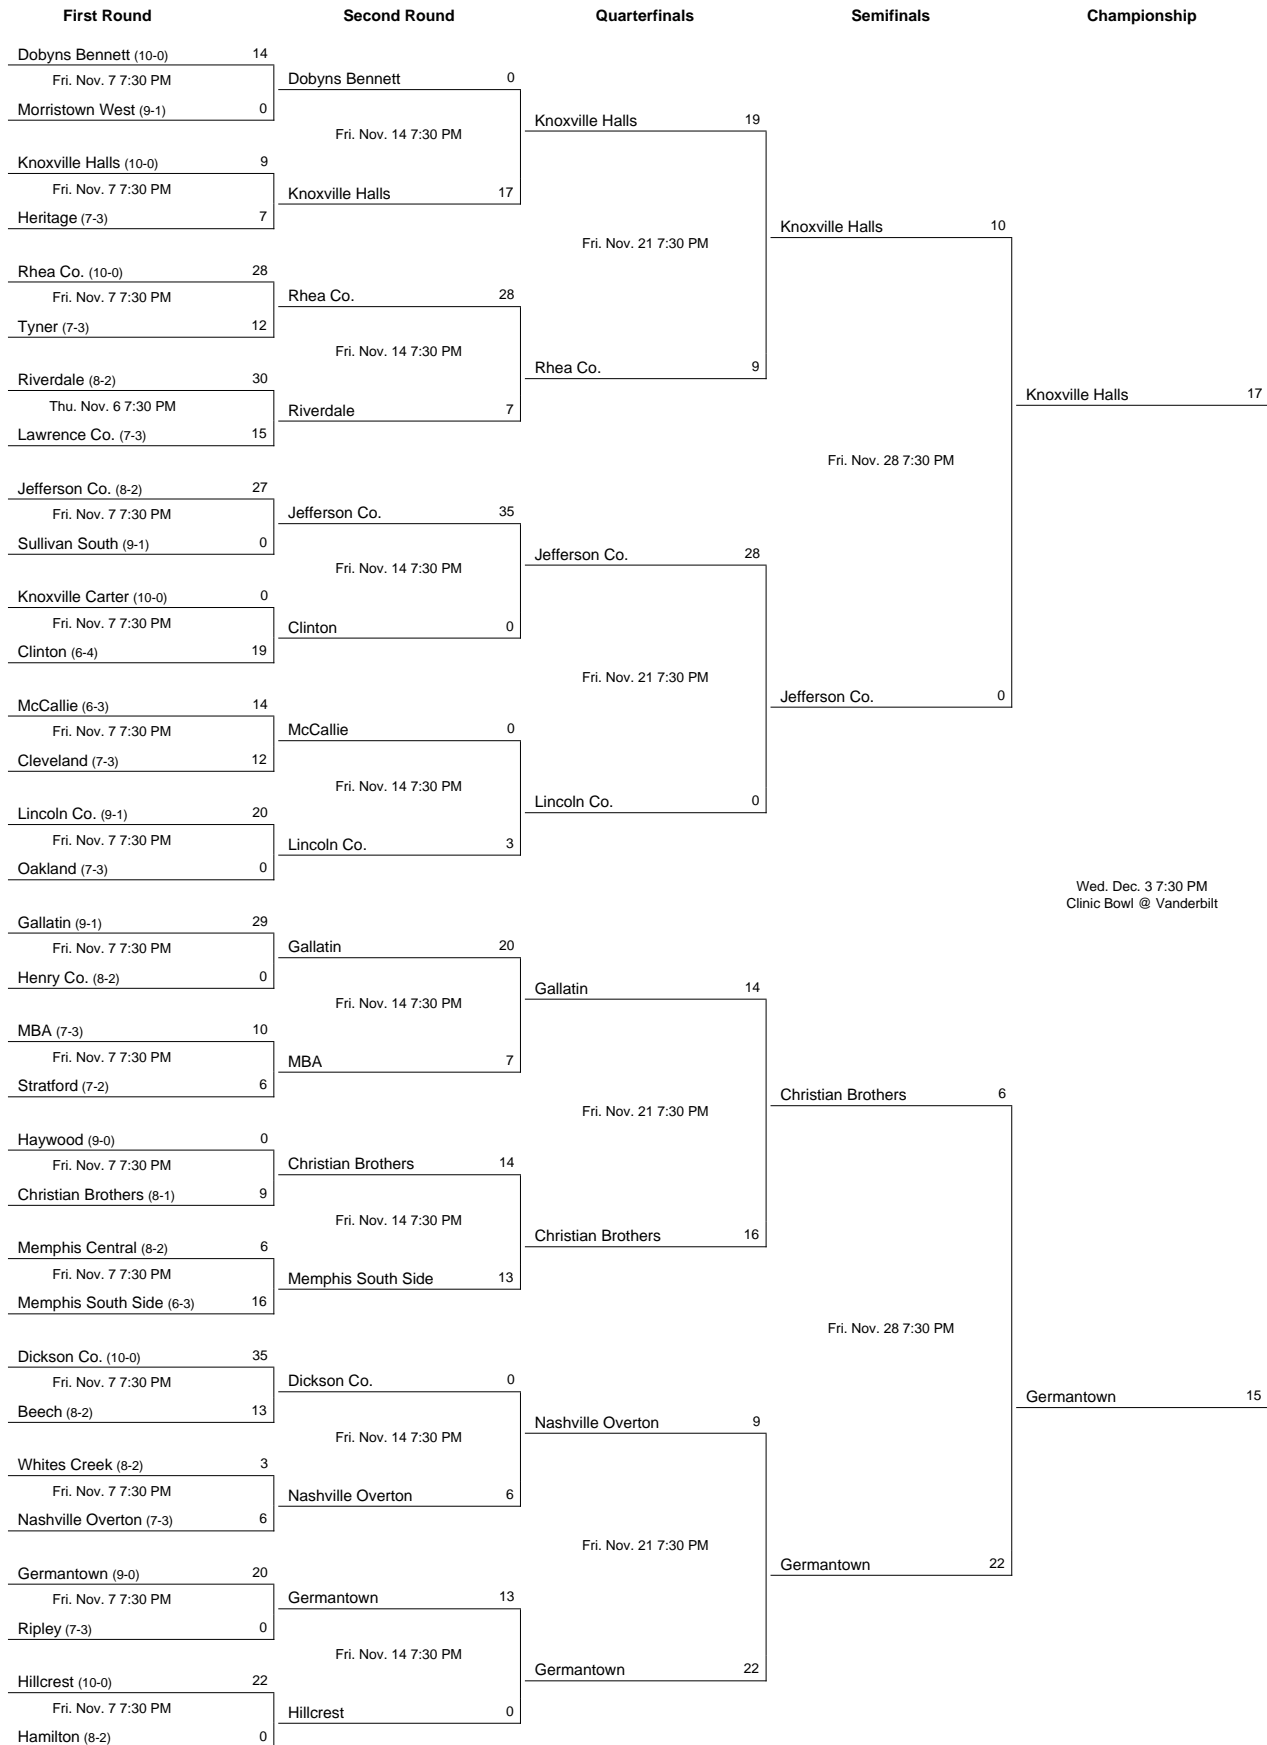 First Round
Second Round
Quarterfinals
Semifinals
Championship
Dobyns Bennett (10-0) 14
Fri. Nov. 7 7:30 PM
Morristown West (9-1) 0
Knoxville Halls (10-0) 9
Fri. Nov. 7 7:30 PM
Heritage (7-3) 7
Rhea Co. (10-0) 28
Fri. Nov. 7 7:30 PM
Tyner (7-3) 12
Riverdale (8-2) 30
Thu. Nov. 6 7:30 PM
Lawrence Co. (7-3) 15
Jefferson Co. (8-2) 27
Fri. Nov. 7 7:30 PM
Sullivan South (9-1) 0
Knoxville Carter (10-0) 0
Fri. Nov. 7 7:30 PM
Clinton (6-4) 19
McCallie (6-3) 14
Fri. Nov. 7 7:30 PM
Cleveland (7-3) 12
Lincoln Co. (9-1) 20
Fri. Nov. 7 7:30 PM
Oakland (7-3) 0
Gallatin (9-1) 29
Fri. Nov. 7 7:30 PM
Henry Co. (8-2) 0
MBA (7-3) 10
Fri. Nov. 7 7:30 PM
Stratford (7-2) 6
Haywood (9-0) 0
Fri. Nov. 7 7:30 PM
Christian Brothers (8-1) 9
Memphis Central (8-2) 6
Fri. Nov. 7 7:30 PM
Memphis South Side (6-3) 16
Dickson Co. (10-0) 35
Fri. Nov. 7 7:30 PM
Beech (8-2) 13
Whites Creek (8-2) 3
Fri. Nov. 7 7:30 PM
Nashville Overton (7-3) 6
Germantown (9-0) 20
Fri. Nov. 7 7:30 PM
Ripley (7-3) 0
Hillcrest (10-0) 22
Fri. Nov. 7 7:30 PM
Hamilton (8-2) 0
Dobyns Bennett 0
Fri. Nov. 14 7:30 PM
Knoxville Halls 17
Rhea Co. 28
Fri. Nov. 14 7:30 PM
Riverdale 7
Jefferson Co. 35
Fri. Nov. 14 7:30 PM
Clinton 0
McCallie 0
Fri. Nov. 14 7:30 PM
Lincoln Co. 3
Gallatin 20
Fri. Nov. 14 7:30 PM
MBA 7
Christian Brothers 14
Fri. Nov. 14 7:30 PM
Memphis South Side 13
Dickson Co. 0
Fri. Nov. 14 7:30 PM
Nashville Overton 6
Germantown 13
Fri. Nov. 14 7:30 PM
Hillcrest 0
Knoxville Halls 19
Fri. Nov. 21 7:30 PM
Rhea Co. 9
Jefferson Co. 28
Fri. Nov. 21 7:30 PM
Lincoln Co. 0
Gallatin 14
Fri. Nov. 21 7:30 PM
Christian Brothers 16
Nashville Overton 9
Fri. Nov. 21 7:30 PM
Germantown 22
Knoxville Halls 10
Fri. Nov. 28 7:30 PM
Jefferson Co. 0
Christian Brothers 6
Fri. Nov. 28 7:30 PM
Germantown 22
Knoxville Halls 17
Wed. Dec. 3 7:30 PM
Clinic Bowl @ Vanderbilt
Germantown 15